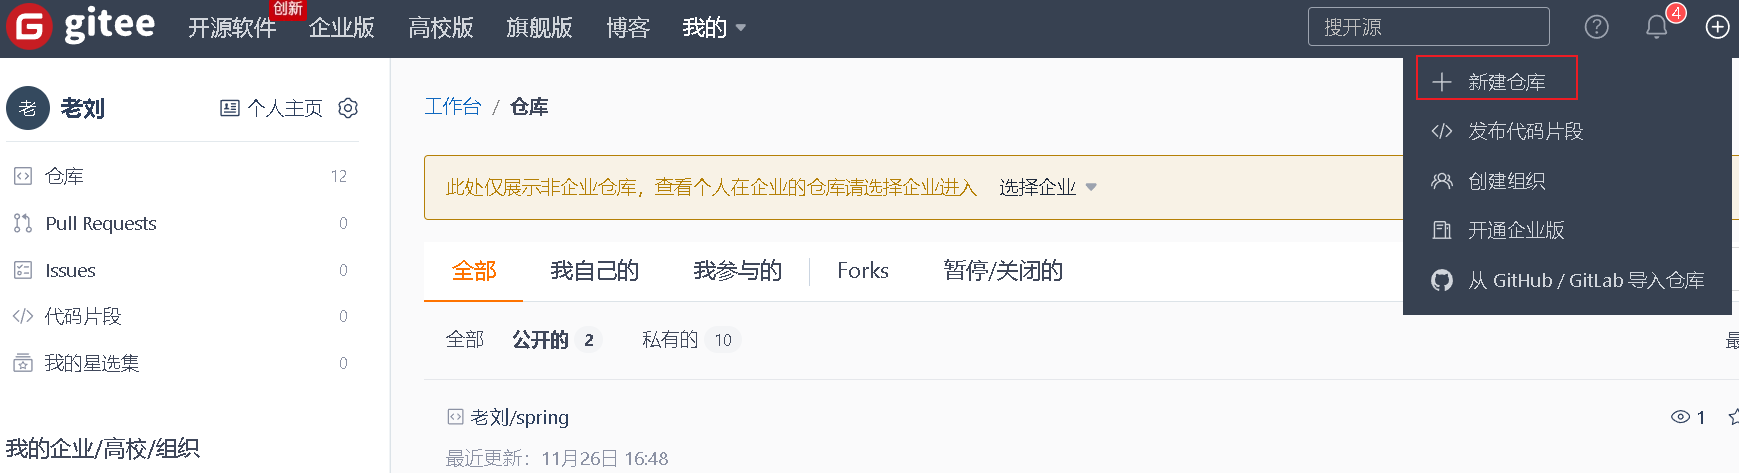 创新
gitee 开源软件 企业版 高校版 旗舰版 博客 我的 搜开源 4
老 老刘 个人主页
工作台 / 仓库
新建仓库
发布代码片段
创建组织
开通企业版
从 GitHub / GitLab 导入仓库
仓库 12
Pull Requests 0
Issues 0
代码片段 0
我的星选集 0
我的企业/高校/组织
此处仅展示非企业仓库，查看个人在企业的仓库请选择企业进入 选择企业
全部 我自己的 我参与的 Forks 暂停/关闭的
全部 公开的 2 私有的 10 最
老刘/spring 1
最近更新：11月26日 16:48